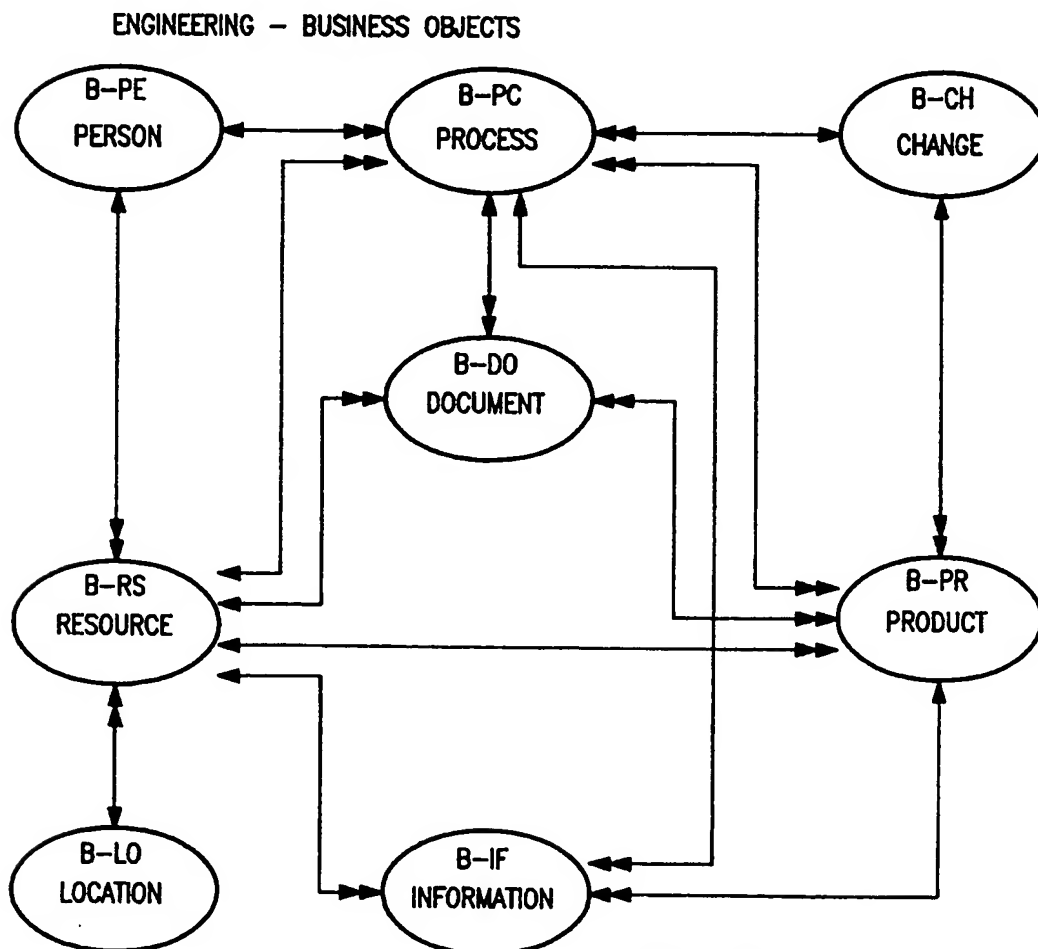 ENGINEERING – BUSINESS OBJECTS
B–PE
PERSON
B–PC
PROCESS
B–CH
CHANGE
B–DO
DOCUMENT
B–RS
RESOURCE
B–PR
PRODUCT
B–LO
LOCATION
B–IF
INFORMATION